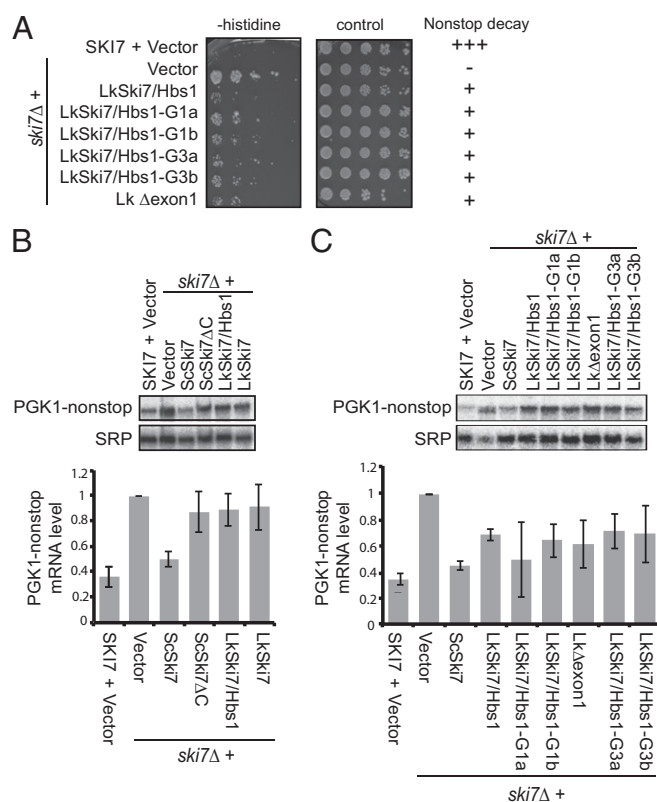 A
-histidine control Nonstop decay
SKI7 + Vector +++
ski7Δ +
Vector -
LkSki7/Hbs1 +
LkSki7/Hbs1-G1a +
LkSki7/Hbs1-G1b +
LkSki7/Hbs1-G3a +
LkSki7/Hbs1-G3b +
Lk Δexon1 +
B
ski7Δ +
SKI7 + Vector
Vector
ScSki7
ScSki7ΔC
LkSki7/Hbs1
LkSki7
PGK1-nonstop
SRP
PGK1-nonstop
mRNA level
1.2
1
0.8
0.6
0.4
0.2
0
SKI7 + Vector
Vector
ScSki7
ScSki7ΔC
LkSki7/Hbs1
LkSki7
ski7Δ +
C
ski7Δ +
SKI7 + Vector
Vector
ScSki7
LkSki7/Hbs1
LkSki7/Hbs1-G1a
LkSki7/Hbs1-G1b
LkΔexon1
LkSki7/Hbs1-G3a
LkSki7/Hbs1-G3b
PGK1-nonstop
SRP
PGK1-nonstop
mRNA level
1.2
1
0.8
0.6
0.4
0.2
0
SKI7 + Vector
Vector
ScSki7
LkSki7/Hbs1
LkSki7/Hbs1-G1a
LkSki7/Hbs1-G1b
LkΔexon1
LkSki7/Hbs1-G3a
LkSki7/Hbs1-G3b
ski7Δ +